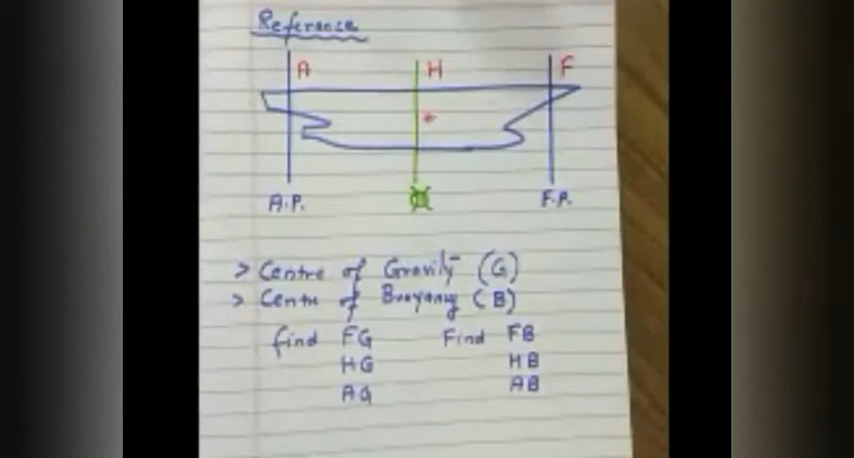 Reference
A H F
A.P. F.P.
> Centre of Gravity (G)
> Centre of Buoyancy (B)
find FG Find FB
HG HB
AG AB